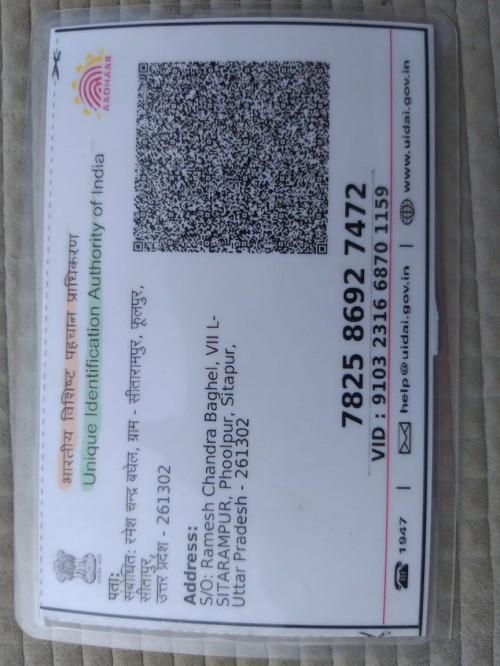 भारतीय विशिष्ट पहचान प्राधिकरण
Unique Identification Authority of India
AADHAAR
पता:
संबोधित: रमेश चन्द्र बघेल, ग्राम - सीतारामपुर, फूलपुर,
सीतापुर
उत्तर प्रदेश - 261302
Address:
S/O: Ramesh Chandra Baghel, VII L-
SITARAMPUR, Phoolpur, Sitapur,
Uttar Pradesh - 261302
7825 8692 7472
VID : 9103 2316 6870 1159
1947 | help@uidai.gov.in | www.uidai.gov.in